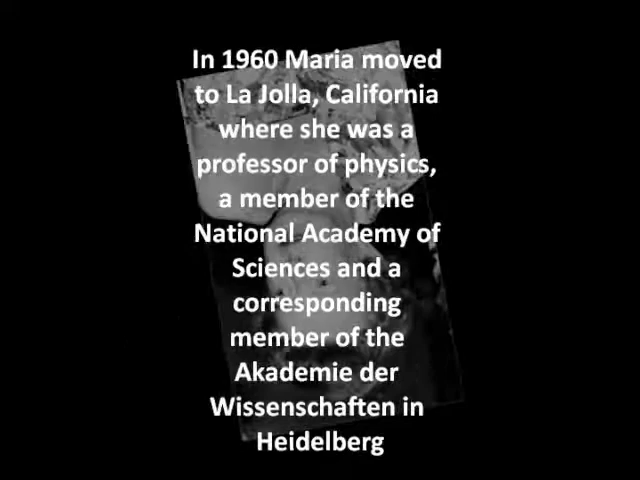 In 1960 Maria moved
to La Jolla, California
where she was a
professor of physics,
a member of the
National Academy of
Sciences and a
corresponding
member of the
Akademie der
Wissenschaften in
Heidelberg